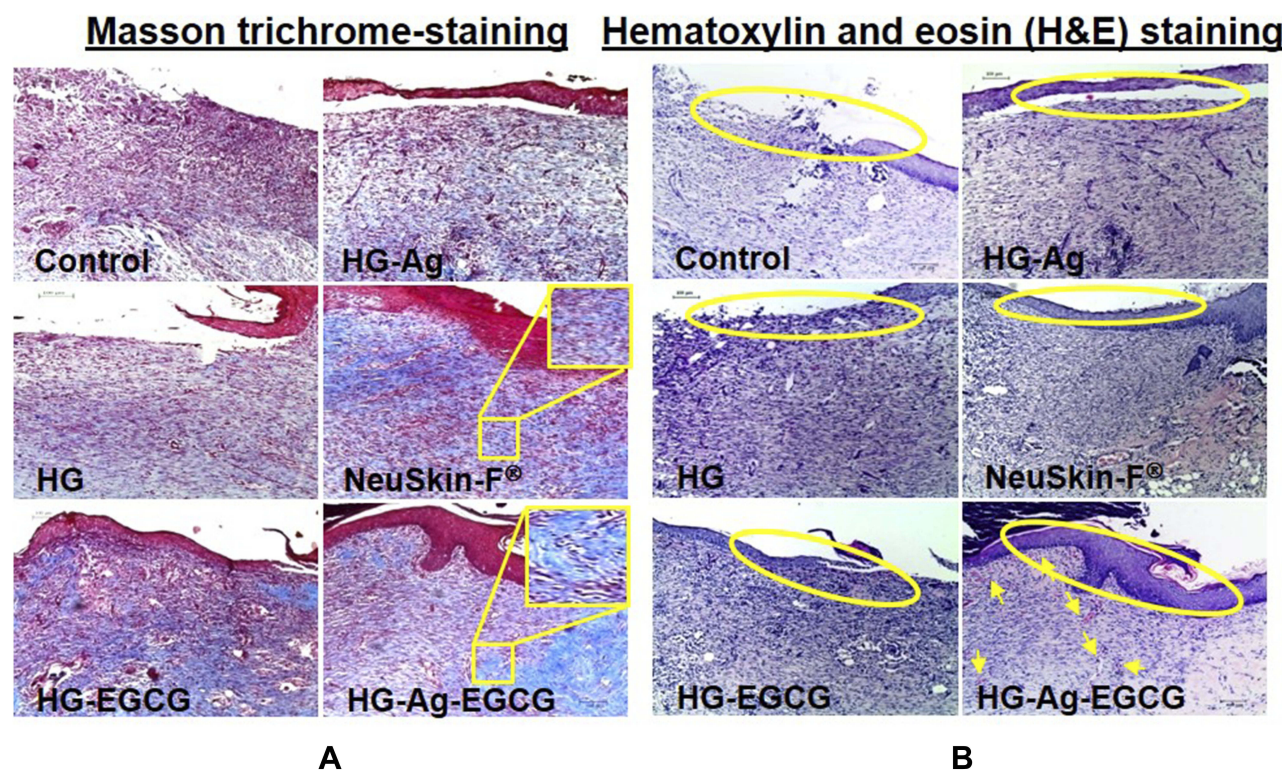 Masson trichrome-staining
Hematoxylin and eosin (H&E) staining
Control
HG-Ag
Control
HG-Ag
HG
NeuSkin-F®
HG
NeuSkin-F®
HG-EGCG
HG-Ag-EGCG
HG-EGCG
HG-Ag-EGCG
A
B